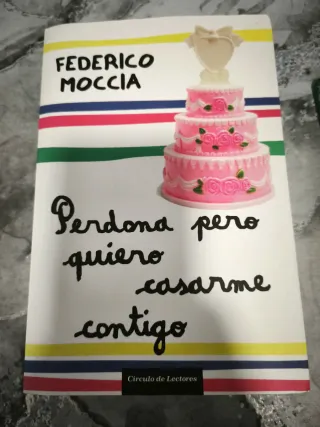 FEDERICO
MOCCIA
Perdona pero
quiero
casarme
contigo
Círculo de Lectores